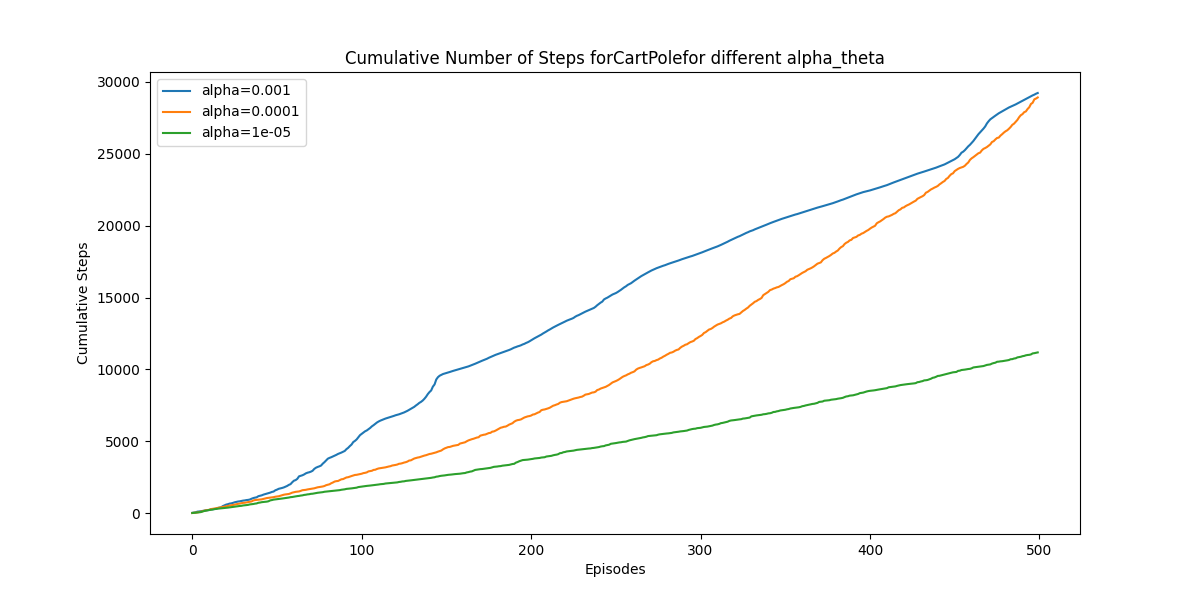 Cumulative Number of Steps forCartPolefor different alpha_theta
30000
25000
20000
15000
10000
5000
0
Cumulative Steps
alpha=0.001
alpha=0.0001
alpha=1e-05
0 100 200 300 400 500
Episodes